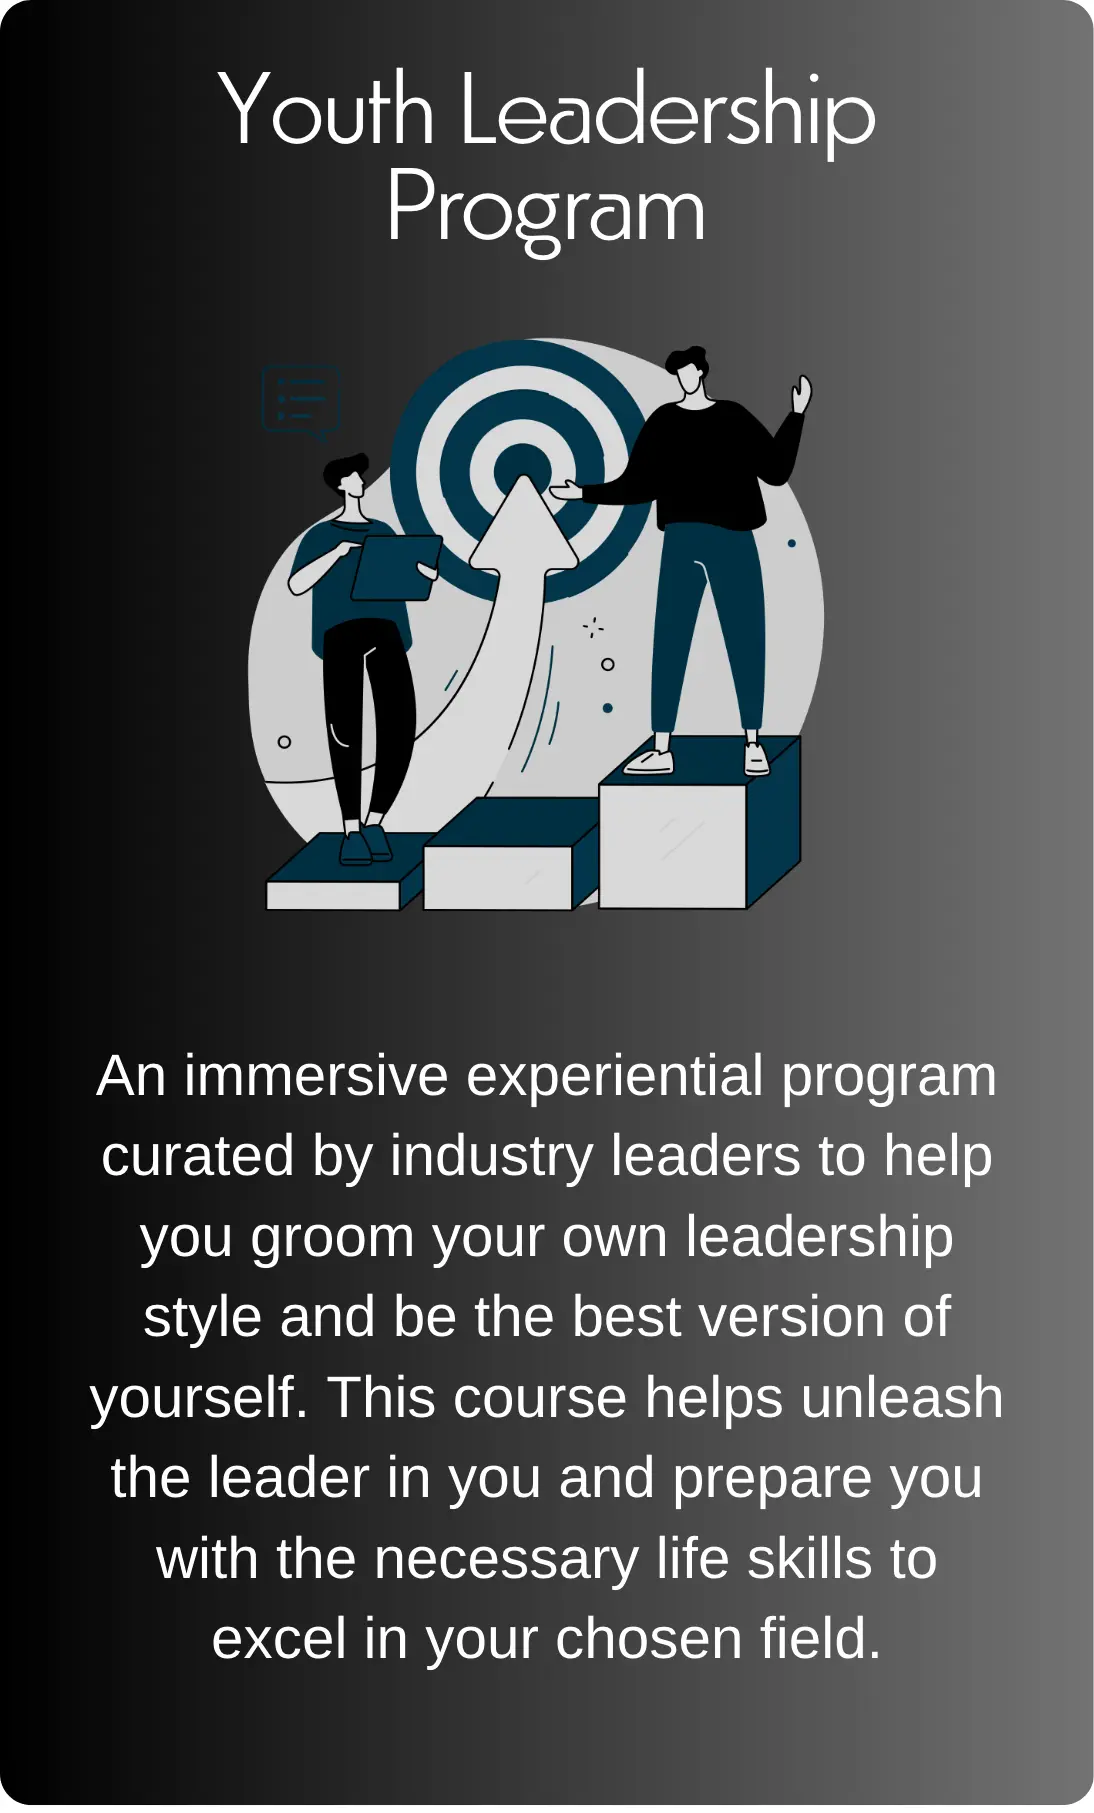 Youth Leadership
Program
An immersive experiential program
curated by industry leaders to help
you groom your own leadership
style and be the best version of
yourself. This course helps unleash
the leader in you and prepare you
with the necessary life skills to
excel in your chosen field.